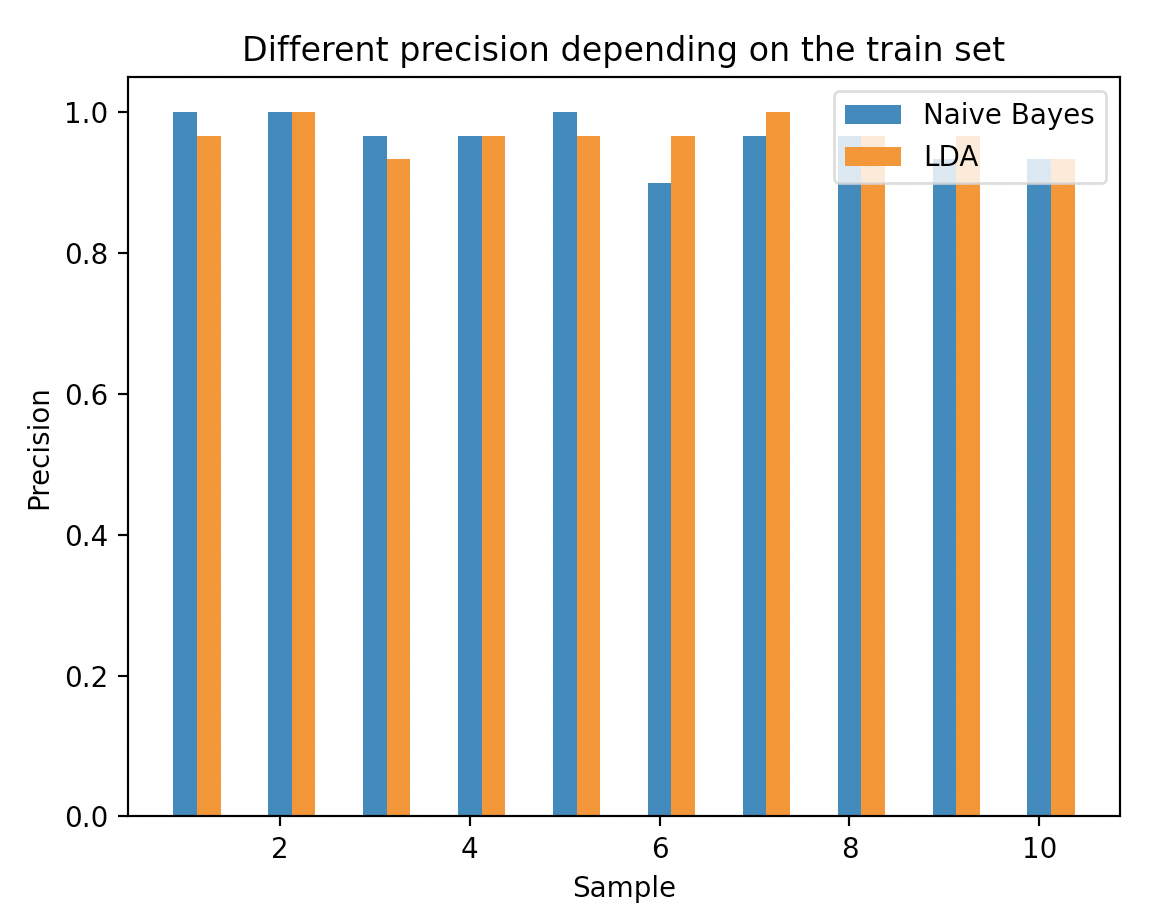 Different precision depending on the train set
Naive Bayes
LDA
1.0
0.8
0.6
0.4
0.2
0.0
Precision
2 4 6 8 10
Sample